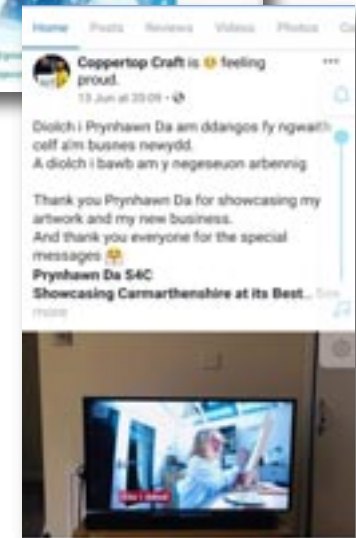 Home Posts Reviews Videos Photos
Coppertop Craft is feeling
proud.
13 Jun at 20:09
Diolch i Prynhawn Da am ddangos fy ngwaith
celf a'm busnes newydd.
A diolch i bawb am y negeseuon arbennig
Thank you Prynhawn Da for showcasing my
artwork and my new business.
And thank you everyone for the special
messages
Prynhawn Da S4C
Showcasing Carmarthenshire at its Best... See
more